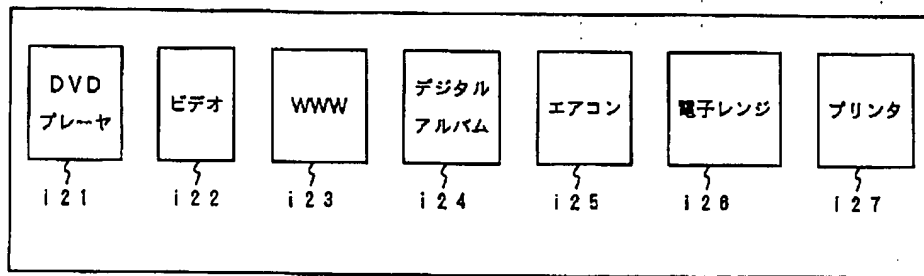 DVD
プレーヤ
ビデオ
WWW
デジタル
アルバム
エアコン
電子レンジ
プリンタ
i21
i22
i23
i24
i25
i26
i27